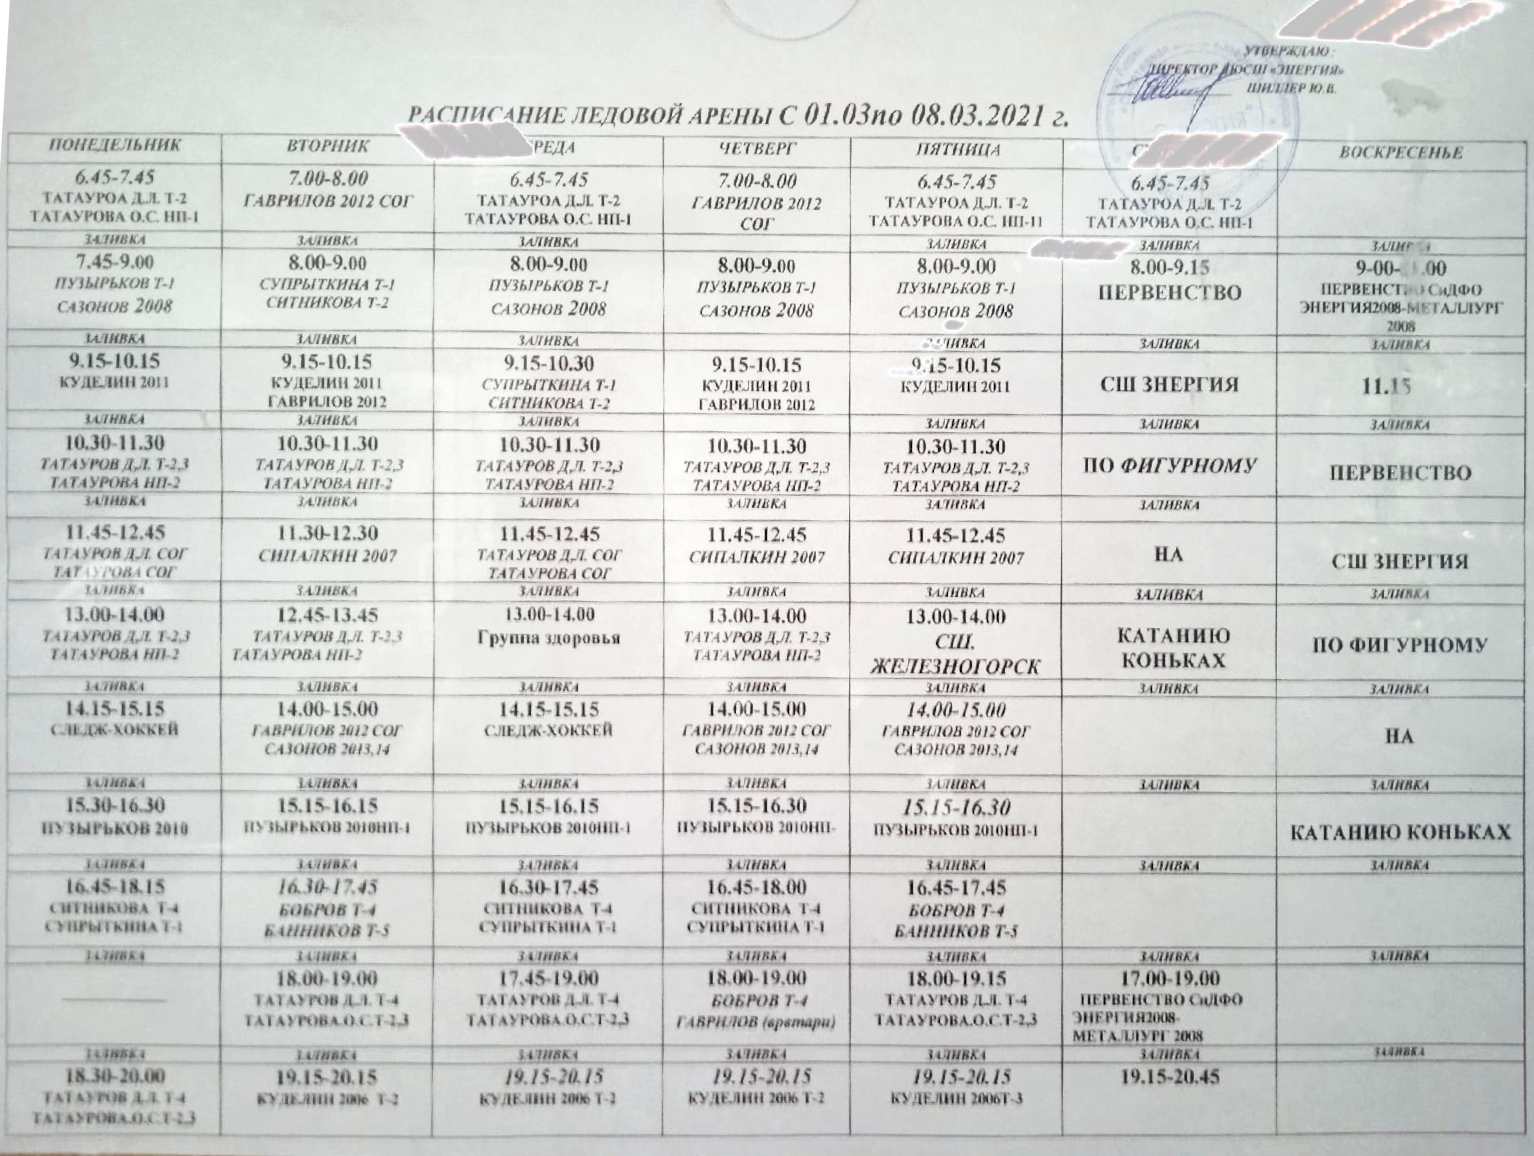 УТВЕРЖДАЮ:
ДИРЕКТОР ДЮСШ «ЭНЕРГИЯ»
ШИЛЛЕР Ю.В.
РАСПИСАНИЕ ЛЕДОВОЙ АРЕНЫ С 01.03по 08.03.2021 г.
ПОНЕДЕЛЬНИК ВТОРНИК РЕДА ЧЕТВЕРГ ПЯТНИЦА ВОСКРЕСЕНЬЕ
6.45-7.45 7.00-8.00 6.45-7.45 7.00-8.00 6.45-7.45 6.45-7.45
ТАТАУРОА Д.Л. Т-2 ГАВРИЛОВ 2012 СОГ ТАТАУРОА Д.Л. Т-2 ГАВРИЛОВ 2012 ТАТАУРОА Д.Л. Т-2 ТАТАУРОА Д.Л. Т-2
ТАТАУРОВА О.С. НП-1 ТАТАУРОВА О.С. НП-1 СОГ ТАТАУРОВА О.С. НП-11 ТАТАУРОВА О.С. НП-1
ЗАЛИВКА ЗАЛИВКА ЗАЛИВКА ЗАЛИВКА ЗАЛИВКА
7.45-9.00 8.00-9.00 8.00-9.00 8.00-9.00 8.00-9.00 8.00-9.15
ПУЗЫРЬКОВ Т-1 СУПРЫТКИНА Т-1 ПУЗЫРЬКОВ Т-1 ПУЗЫРЬКОВ Т-1 ПУЗЫРЬКОВ Т-1 ПЕРВЕНСТВО СиДФО
САЗОНОВ 2008 СИТНИКОВА Т-2 САЗОНОВ 2008 САЗОНОВ 2008 САЗОНОВ 2008 ПЕРВЕНСТВО ЭНЕРГИЯ2008-МЕТАЛЛУРГ
2008
ЗАЛИВКА ЗАЛИВКА ЗАЛИВКА ЗАЛИВКА ЗАЛИВКА ЗАЛИВКА
9.15-10.15 9.15-10.15 9.15-10.30 9.15-10.15 9.15-10.15
КУДЕЛИН 2011 КУДЕЛИН 2011 СУПРЫТКИНА Т-1 КУДЕЛИН 2011 КУДЕЛИН 2011 СШ ЗНЕРГИЯ 11.15
ГАВРИЛОВ 2012 СИТНИКОВА Т-2 ГАВРИЛОВ 2012
ЗАЛИВКА ЗАЛИВКА ЗАЛИВКА ЗАЛИВКА ЗАЛИВКА ЗАЛИВКА
10.30-11.30 10.30-11.30 10.30-11.30 10.30-11.30 10.30-11.30
ТАТАУРОВ Д.Л. Т-2,3 ТАТАУРОВ Д.Л. Т-2,3 ТАТАУРОВ Д.Л. Т-2,3 ТАТАУРОВ Д.Л. Т-2,3 ТАТАУРОВ Д.Л. Т-2,3 ПО ФИГУРНОМУ ПЕРВЕНСТВО
ТАТАУРОВА НП-2 ТАТАУРОВА НП-2 ТАТАУРОВА НП-2 ТАТАУРОВА НП-2 ТАТАУРОВА НП-2
ЗАЛИВКА ЗАЛИВКА ЗАЛИВКА ЗАЛИВКА ЗАЛИВКА ЗАЛИВКА
11.45-12.45 11.30-12.30 11.45-12.45 11.45-12.45 11.45-12.45
ТАТАУРОВ Д.Л. СОГ СИПАЛКИН 2007 ТАТАУРОВ Д.Л. СОГ СИПАЛКИН 2007 СИПАЛКИН 2007 НА СШ ЗНЕРГИЯ
ТАТАУРОВА СОГ ТАТАУРОВА СОГ
ЗАЛИВКА ЗАЛИВКА ЗАЛИВКА ЗАЛИВКА ЗАЛИВКА ЗАЛИВКА ЗАЛИВКА
13.00-14.00 12.45-13.45 13.00-14.00 13.00-14.00 13.00-14.00
ТАТАУРОВ Д.Л. Т-2,3 ТАТАУРОВ Д.Л. Т-2,3 Группа здоровья ТАТАУРОВ Д.Л. Т-2,3 СШ. КАТАНИЮ ПО ФИГУРНОМУ
ТАТАУРОВА НП-2 ТАТАУРОВА НП-2 ТАТАУРОВА НП-2 ЖЕЛЕЗНОГОРСК КОНЬКАХ
ЗАЛИВКА ЗАЛИВКА ЗАЛИВКА ЗАЛИВКА ЗАЛИВКА ЗАЛИВКА ЗАЛИВКА
14.15-15.15 14.00-15.00 14.15-15.15 14.00-15.00 14.00-15.00
СЛЕДЖ-ХОККЕЙ ГАВРИЛОВ 2012 СОГ СЛЕДЖ-ХОККЕЙ ГАВРИЛОВ 2012 СОГ ГАВРИЛОВ 2012 СОГ НА
САЗОНОВ 2013,14 САЗОНОВ 2013,14 САЗОНОВ 2013,14
ЗАЛИВКА ЗАЛИВКА ЗАЛИВКА ЗАЛИВКА ЗАЛИВКА ЗАЛИВКА ЗАЛИВКА
15.30-16.30 15.15-16.15 15.15-16.15 15.15-16.30 15.15-16.30
ПУЗЫРЬКОВ 2010 ПУЗЫРЬКОВ 2010НП-1 ПУЗЫРЬКОВ 2010НП-1 ПУЗЫРЬКОВ 2010НП- ПУЗЫРЬКОВ 2010НП-1 КАТАНИЮ КОНЬКАХ
ЗАЛИВКА ЗАЛИВКА ЗАЛИВКА ЗАЛИВКА ЗАЛИВКА ЗАЛИВКА ЗАЛИВКА
16.45-18.15 16.30-17.45 16.30-17.45 16.45-18.00 16.45-17.45
СИТНИКОВА Т-4 БОБРОВ Т-4 СИТНИКОВА Т-4 СИТНИКОВА Т-4 БОБРОВ Т-4
СУПРЫТКИНА Т-1 БАННИКОВ Т-5 СУПРЫТКИНА Т-1 СУПРЫТКИНА Т-1 БАННИКОВ Т-5
ЗАЛИВКА ЗАЛИВКА ЗАЛИВКА ЗАЛИВКА ЗАЛИВКА ЗАЛИВКА ЗАЛИВКА
18.00-19.00 17.45-19.00 18.00-19.00 18.00-19.15 17.00-19.00
ТАТАУРОВ Д.Л. Т-4 ТАТАУРОВ Д.Л. Т-4 БОБРОВ Т-4 ТАТАУРОВ Д.Л. Т-4 ПЕРВЕНСТВО СиДФО
ТАТАУРОВА.О.С.Т-2,3 ТАТАУРОВА.О.С.Т-2,3 ГАВРИЛОВ (вратари) ТАТАУРОВА.О.С.Т-2,3 ЭНЕРГИЯ2008-
МЕТАЛЛУРГ 2008
ЗАЛИВКА ЗАЛИВКА ЗАЛИВКА ЗАЛИВКА ЗАЛИВКА ЗАЛИВКА ЗАЛИВКА
18.30-20.00 19.15-20.15 19.15-20.15 19.15-20.15 19.15-20.15 19.15-20.45
ТАТАУРОВ Д.Л. Т-4 КУДЕЛИН 2006 Т-2 КУДЕЛИН 2006 Т-2 КУДЕЛИН 2006 Т-2 КУДЕЛИН 2006Т-3
ТАТАУРОВА.О.С.Т-2,3